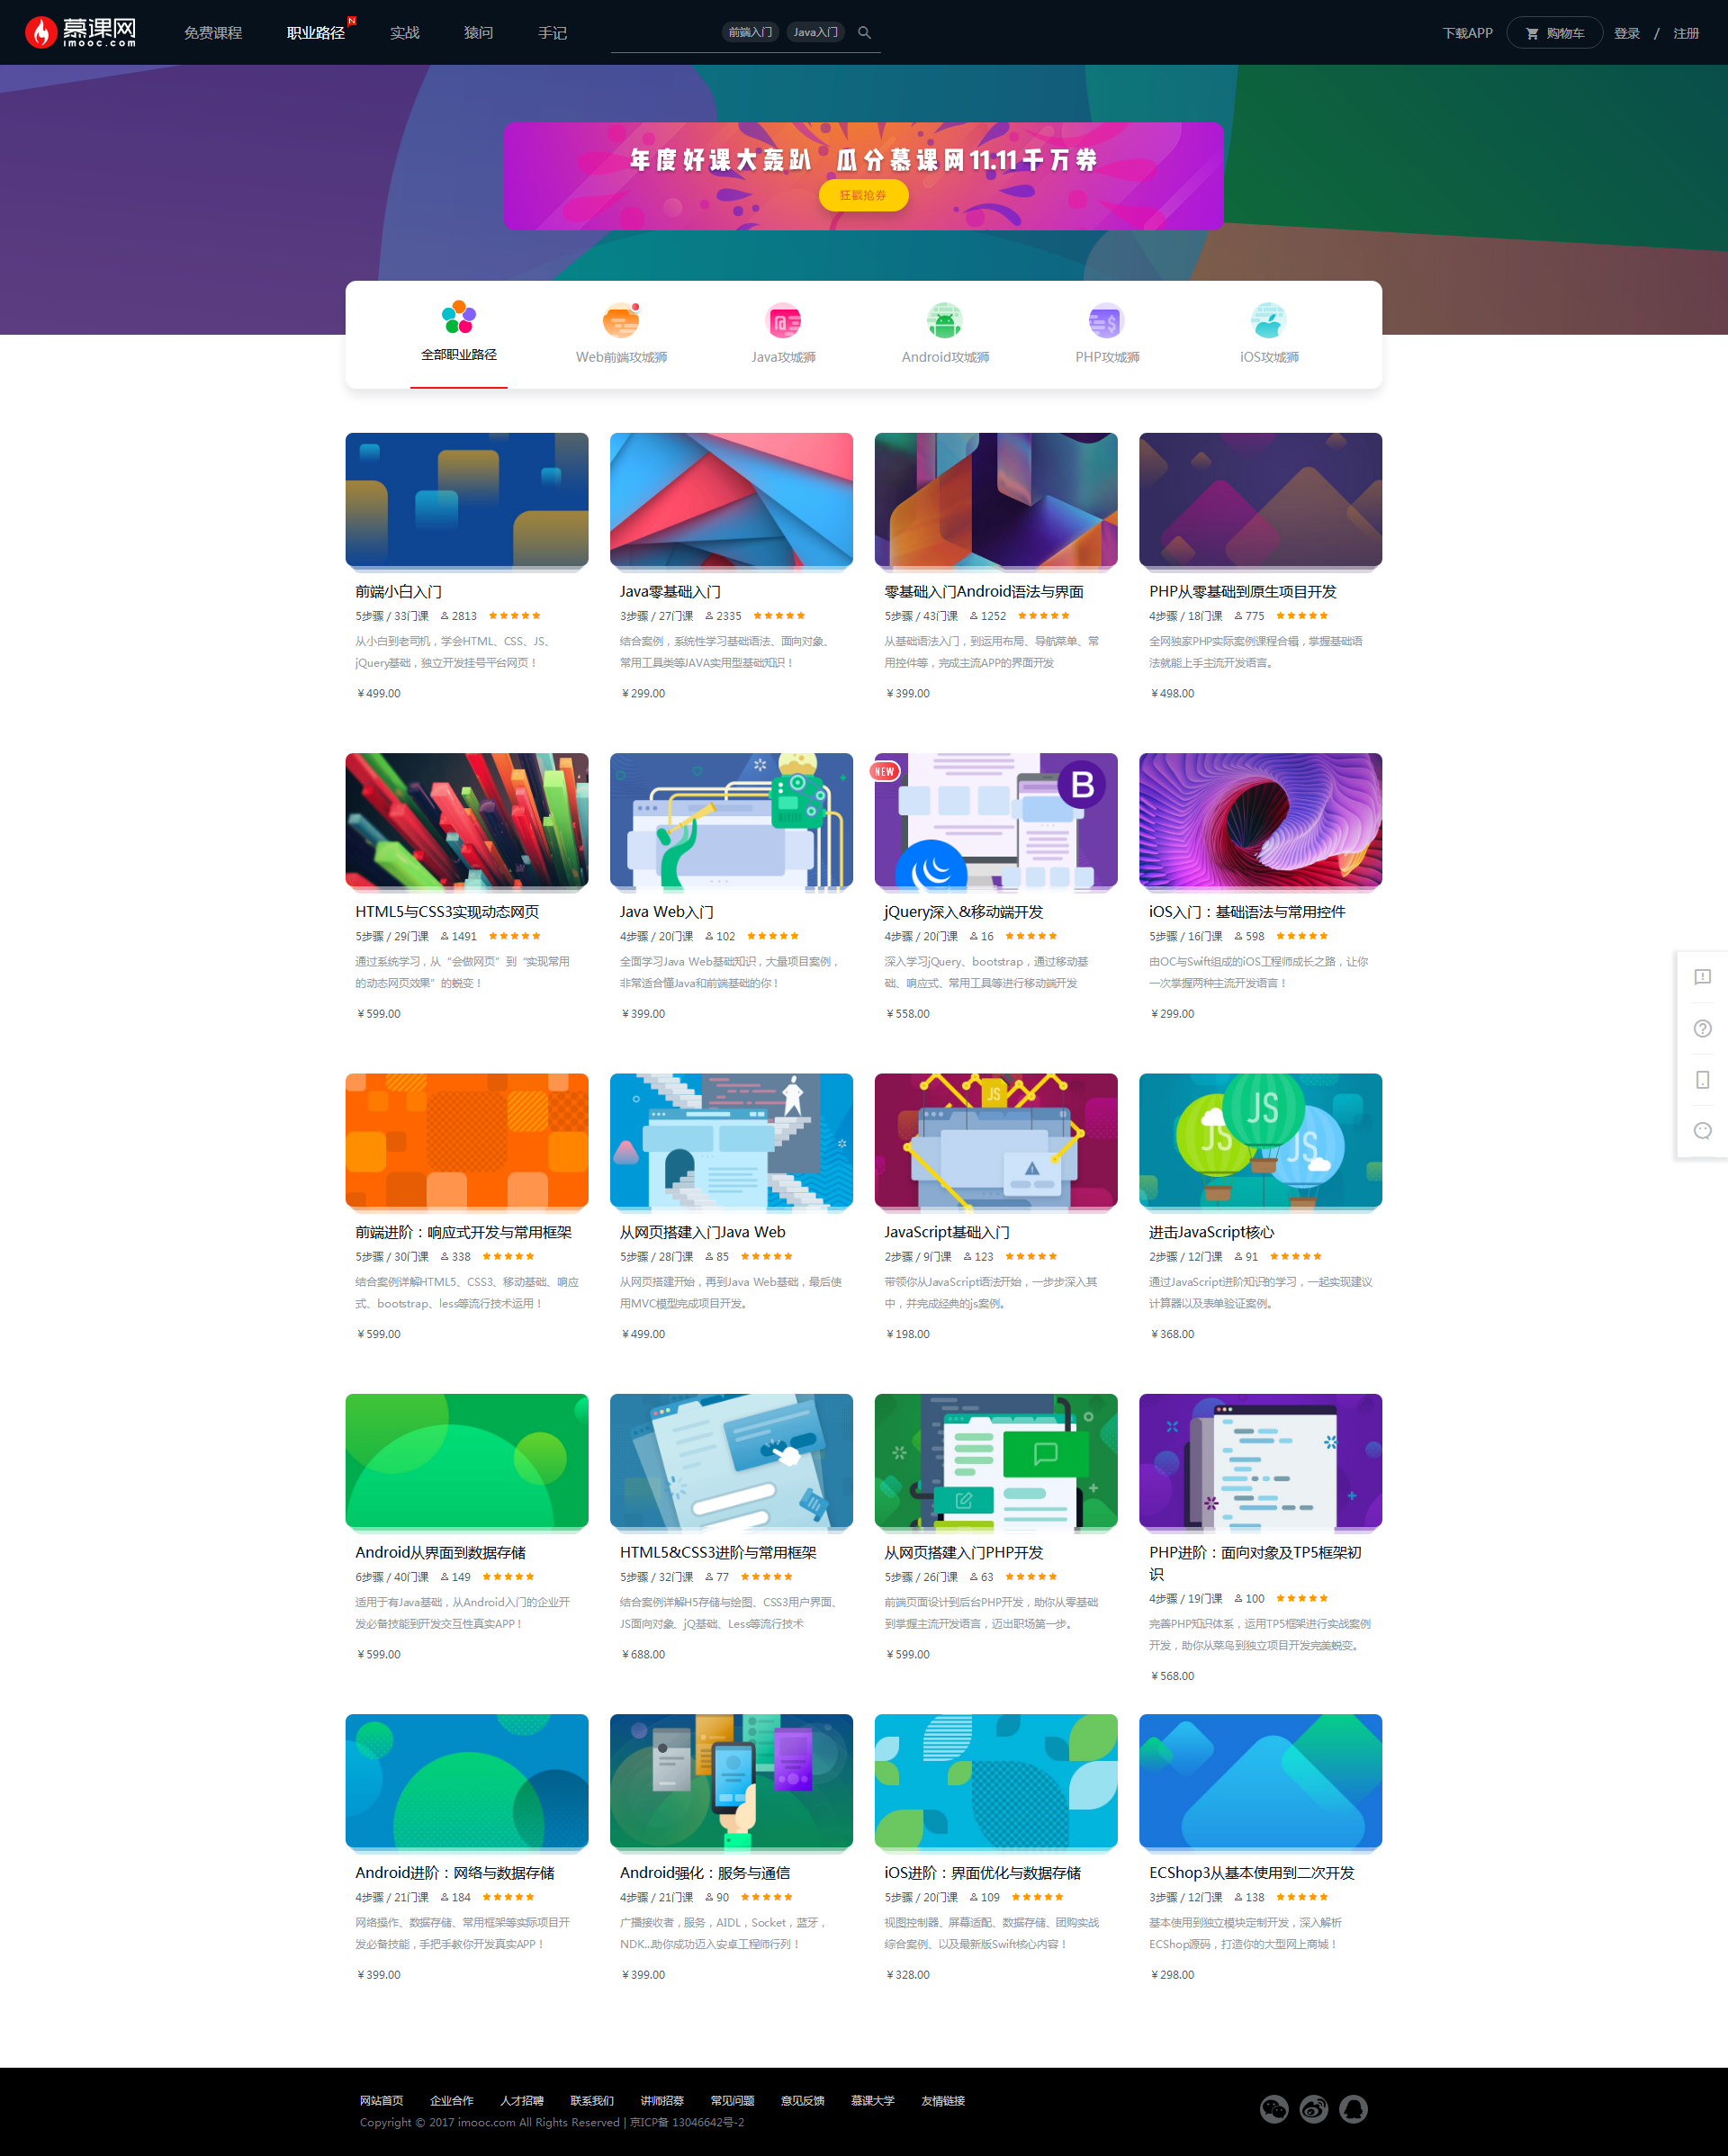 慕课网
imooc.com
免费课程 职业路径 N 实战 猿问 手记 前端入门 Java入门 下载APP 购物车 登录 / 注册
年度好课大轰趴 瓜分慕课网11.11千万券
狂戳抢券
全部职业路径 Web前端攻城狮 Java攻城狮 Android攻城狮 PHP攻城狮 iOS攻城狮
前端小白入门
5步骤 / 33门课 2813
从小白到老司机，学会HTML、CSS、JS、
jQuery基础，独立开发挂号平台网页！
￥499.00
Java零基础入门
3步骤 / 27门课 2335
结合案例，系统性学习基础语法、面向对象、
常用工具类等JAVA实用型基础知识！
￥299.00
零基础入门Android语法与界面
5步骤 / 43门课 1252
从基础语法入门，到运用布局、导航菜单、常
用控件等，完成主流APP的界面开发
￥399.00
PHP从零基础到原生项目开发
4步骤 / 18门课 775
全网独家PHP实际案例课程合辑，掌握基础语
法就能上手主流开发语言。
￥498.00
HTML5与CSS3实现动态网页
5步骤 / 29门课 1491
通过系统学习，从“会做网页”到“实现常用
的动态网页效果”的蜕变！
￥599.00
Java Web入门
4步骤 / 20门课 102
全面学习Java Web基础知识，大量项目案例，
非常适合懂Java和前端基础的你！
￥399.00
NEW
B
jQuery深入&移动端开发
4步骤 / 20门课 16
深入学习jQuery、bootstrap，通过移动基
础、响应式、常用工具等进行移动端开发
￥558.00
iOS入门：基础语法与常用控件
5步骤 / 16门课 598
由OC与Swift组成的iOS工程师成长之路，让你
一次掌握两种主流开发语言！
￥299.00
前端进阶：响应式开发与常用框架
5步骤 / 30门课 338
结合案例详解HTML5、CSS3、移动基础、响应
式、bootstrap、less等流行技术运用！
￥599.00
从网页搭建入门Java Web
5步骤 / 28门课 85
从网页搭建开始，再到Java Web基础，最后使
用MVC模型完成项目开发。
￥499.00
JS
JavaScript基础入门
2步骤 / 9门课 123
带领你从JavaScript语法开始，一步步深入其
中，并完成经典的js案例。
￥198.00
JS JS JS
进击JavaScript核心
2步骤 / 12门课 91
通过JavaScript进阶知识的学习，一起实现建议
计算器以及表单验证案例。
￥368.00
Android从界面到数据存储
6步骤 / 40门课 149
适用于有Java基础，从Android入门的企业开
发必备技能到开发交互性真实APP！
￥599.00
HTML5&CSS3进阶与常用框架
5步骤 / 32门课 77
结合案例详解H5存储与绘图、CSS3用户界面、
JS面向对象、jQ基础、Less等流行技术
￥688.00
从网页搭建入门PHP开发
5步骤 / 26门课 63
前端页面设计到后台PHP开发，助你从零基础
到掌握主流开发语言，迈出职场第一步。
￥599.00
PHP进阶：面向对象及TP5框架初
识
4步骤 / 19门课 100
完善PHP知识体系，运用TP5框架进行实战案例
开发，助你从菜鸟到独立项目开发完美蜕变。
￥568.00
Android进阶：网络与数据存储
4步骤 / 21门课 184
网络操作、数据存储、常用框架等实际项目开
发必备技能，手把手教你开发真实APP！
￥399.00
Android强化：服务与通信
4步骤 / 21门课 90
广播接收者，服务，AIDL，Socket，蓝牙，
NDK...助你成功迈入安卓工程师行列！
￥399.00
iOS进阶：界面优化与数据存储
5步骤 / 20门课 109
视图控制器、屏幕适配、数据存储、团购实战
综合案例、以及最新版Swift核心内容！
￥328.00
ECShop3从基本使用到二次开发
3步骤 / 12门课 138
基本使用到独立模块定制开发，深入解析
ECShop源码，打造你的大型网上商城！
￥298.00
网站首页 企业合作 人才招聘 联系我们 讲师招募 常见问题 意见反馈 慕课大学 友情链接
Copyright © 2017 imooc.com All Rights Reserved | 京ICP备 13046642号-2